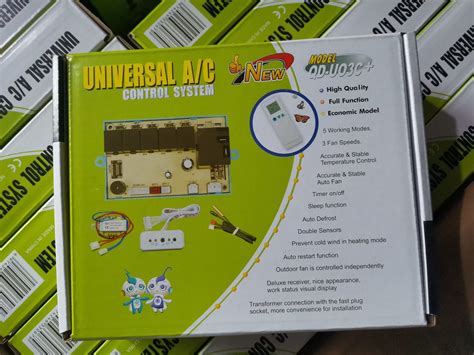 UNIVERSAL A/C
CONTROL SYSTEM
NEW
MODEL
QD-U03C+
High Quality
Full Function
Economic Model
5 Working Modes.
3 Fan Speeds.
Accurate & Stable
Temperature Control
Accurate & Stable
Auto Fan
Timer on/off
Sleep function
Auto Defrost
Double Sensors
Prevent cold wind in heating mode
Auto restart function
Outdoor fan is controlled independently
Deluxe receiver, nice appearance,
work status visual display
Transformer connection with the fast plug
socket, more convenience for installation
UNIVERSAL A/C
CONTROL SYSTEM